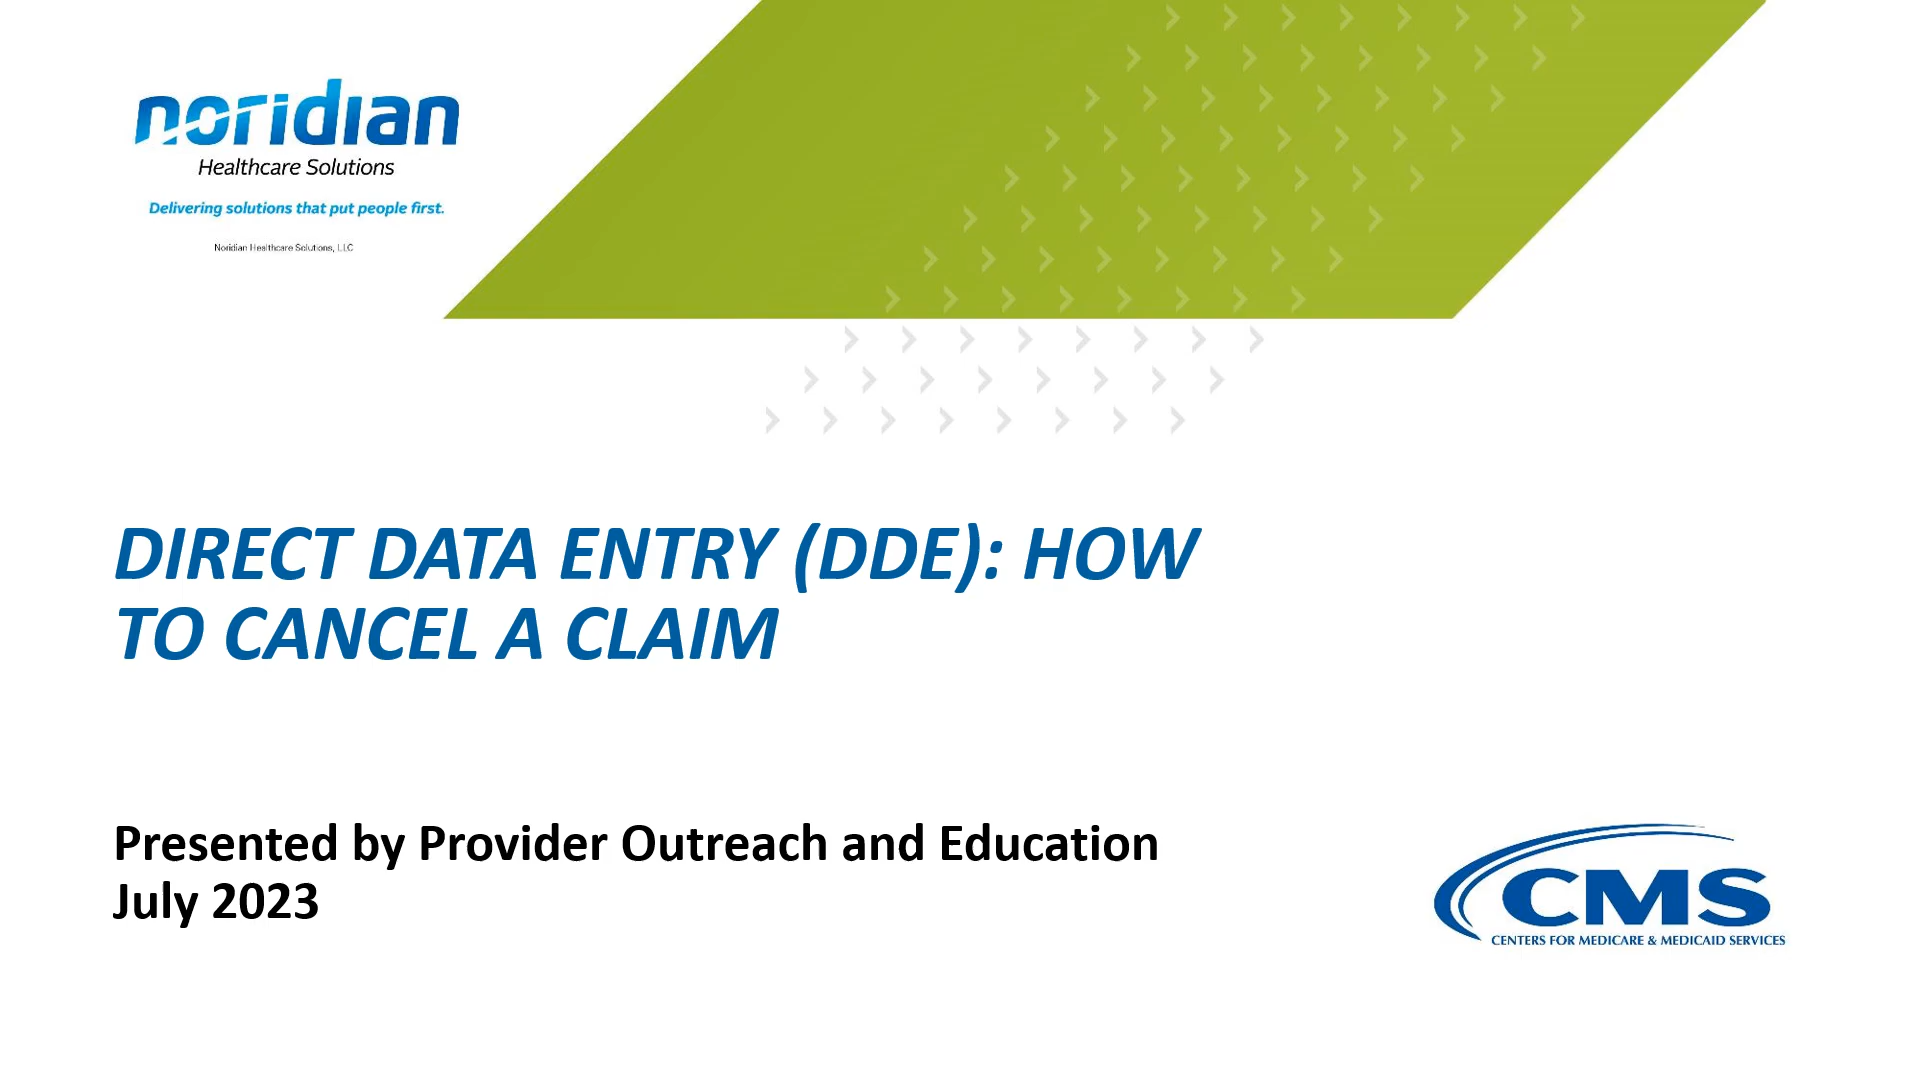 noridian
Healthcare Solutions
Delivering solutions that put people first.
Noridian Healthcare Solutions, LLC
DIRECT DATA ENTRY (DDE): HOW
TO CANCEL A CLAIM
Presented by Provider Outreach and Education
July 2023
CMS
CENTERS FOR MEDICARE & MEDICAID SERVICES